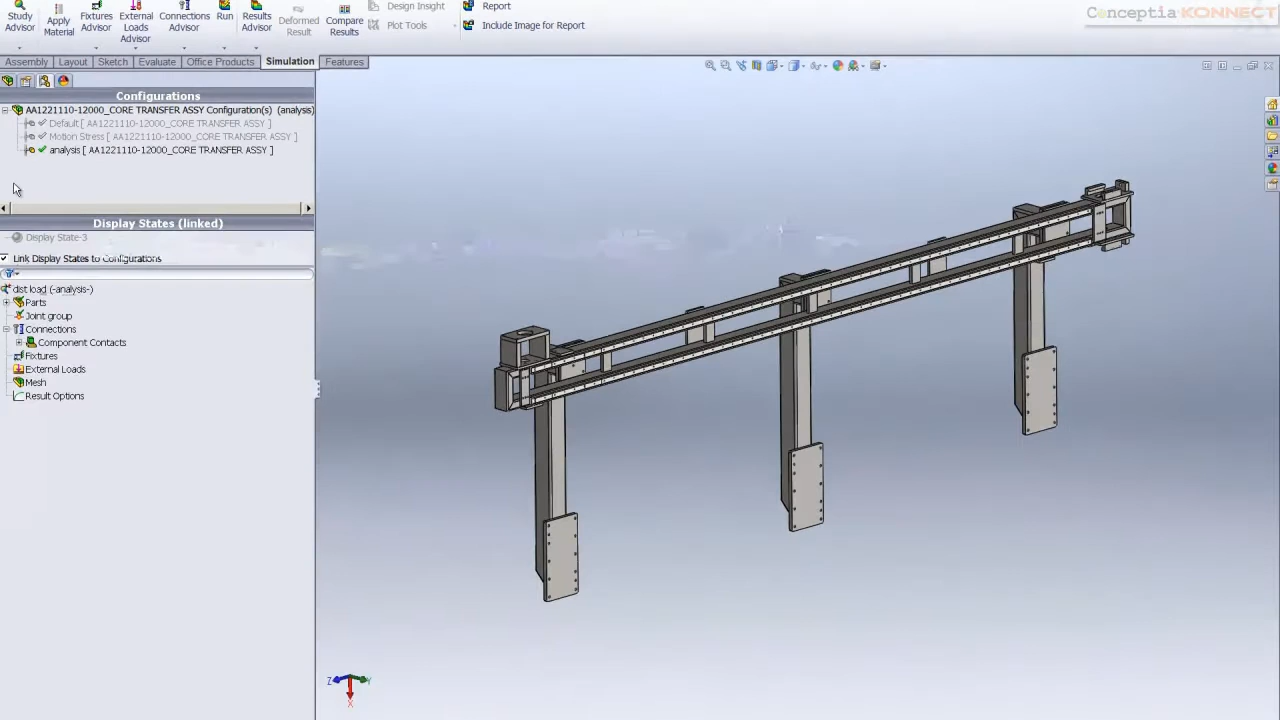 Study Advisor
Apply Material
Fixtures Advisor
External Loads Advisor
Connections Advisor
Run
Results Advisor
Deformed Result
Compare Results
Design Insight
Plot Tools
Report
Include Image for Report
Conceptia KONNECT
Assembly
Layout
Sketch
Evaluate
Office Products
Simulation
Features
Configurations
AA1221110-12000_CORE TRANSFER ASSY Configuration(s) (analysis)
Default [ AA1221110-12000_CORE TRANSFER ASSY ]
Motion Stress [ AA1221110-12000_CORE TRANSFER ASSY ]
analysis [ AA1221110-12000_CORE TRANSFER ASSY ]
Display States (linked)
Display State-3
Link Display States to Configurations
dist load (-analysis-)
Parts
Joint group
Connections
Component Contacts
Fixtures
External Loads
Mesh
Result Options
Z
Y
X